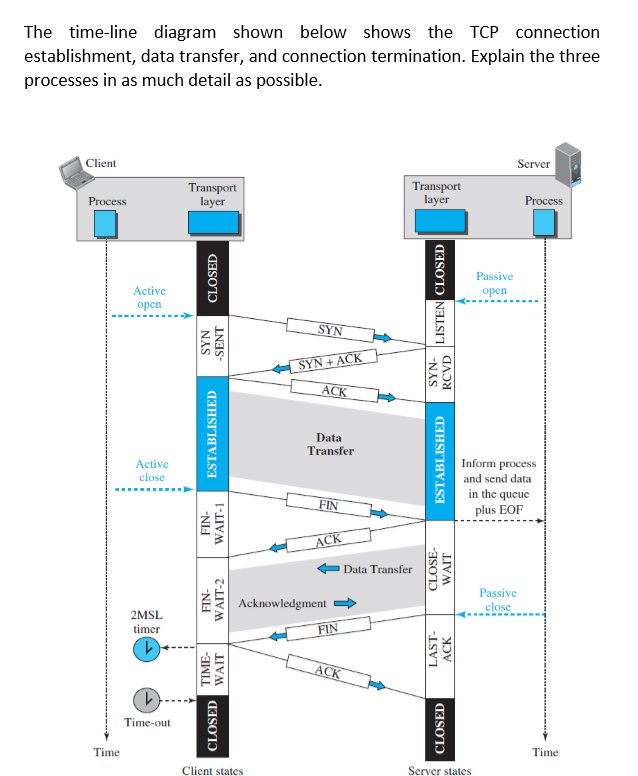 The time-line diagram shown below shows the TCP connection
establishment, data transfer, and connection termination. Explain the three
processes in as much detail as possible.
Client
Server
Transport
layer
Process
Transport
layer
Process
CLOSED
CLOSED
Active
open
Passive
open
LISTEN
SYN
SYN
-SENT
SYN + ACK
SYN-
RCVD
ACK
ESTABLISHED
Data
Transfer
ESTABLISHED
Active
close
Inform process
and send data
in the queue
plus EOF
FIN
FIN-
WAIT-1
ACK
Data Transfer
CLOSE-
WAIT
FIN-
WAIT-2
Acknowledgment
Passive
close
2MSL
timer
FIN
LAST-
ACK
TIME-
WAIT
ACK
CLOSED
CLOSED
Time-out
Time
Time
Client states
Server states